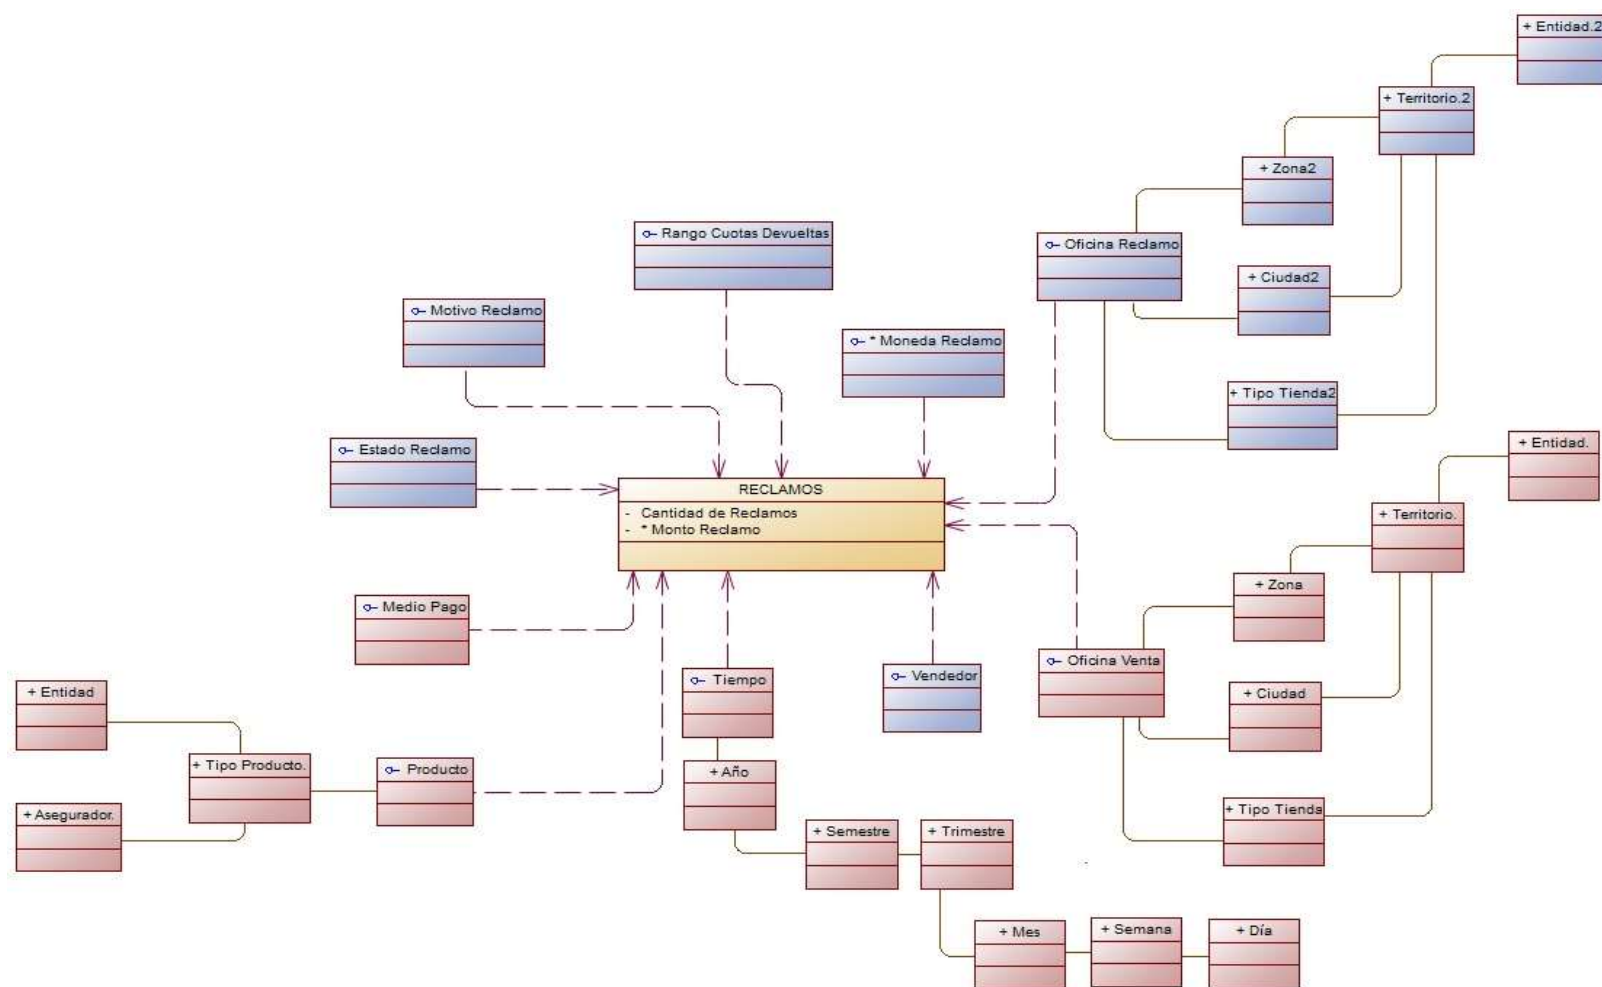 + Entidad.2
+ Territorio.2
+ Zona2
Rango Cuotas Devueltas
Oficina Reclamo
+ Ciudad2
Motivo Reclamo
* Moneda Reclamo
+ Tipo Tienda2
Estado Reclamo
+ Entidad.
RECLAMOS
- Cantidad de Reclamos
- * Monto Reclamo
+ Territorio.
+ Zona
Medio Pago
Oficina Venta
Tiempo
Vendedor
+ Entidad
+ Ciudad
+ Tipo Producto.
Producto
+ Año
+ Asegurador.
+ Tipo Tienda
+ Semestre
+ Trimestre
+ Mes
+ Semana
+ Día